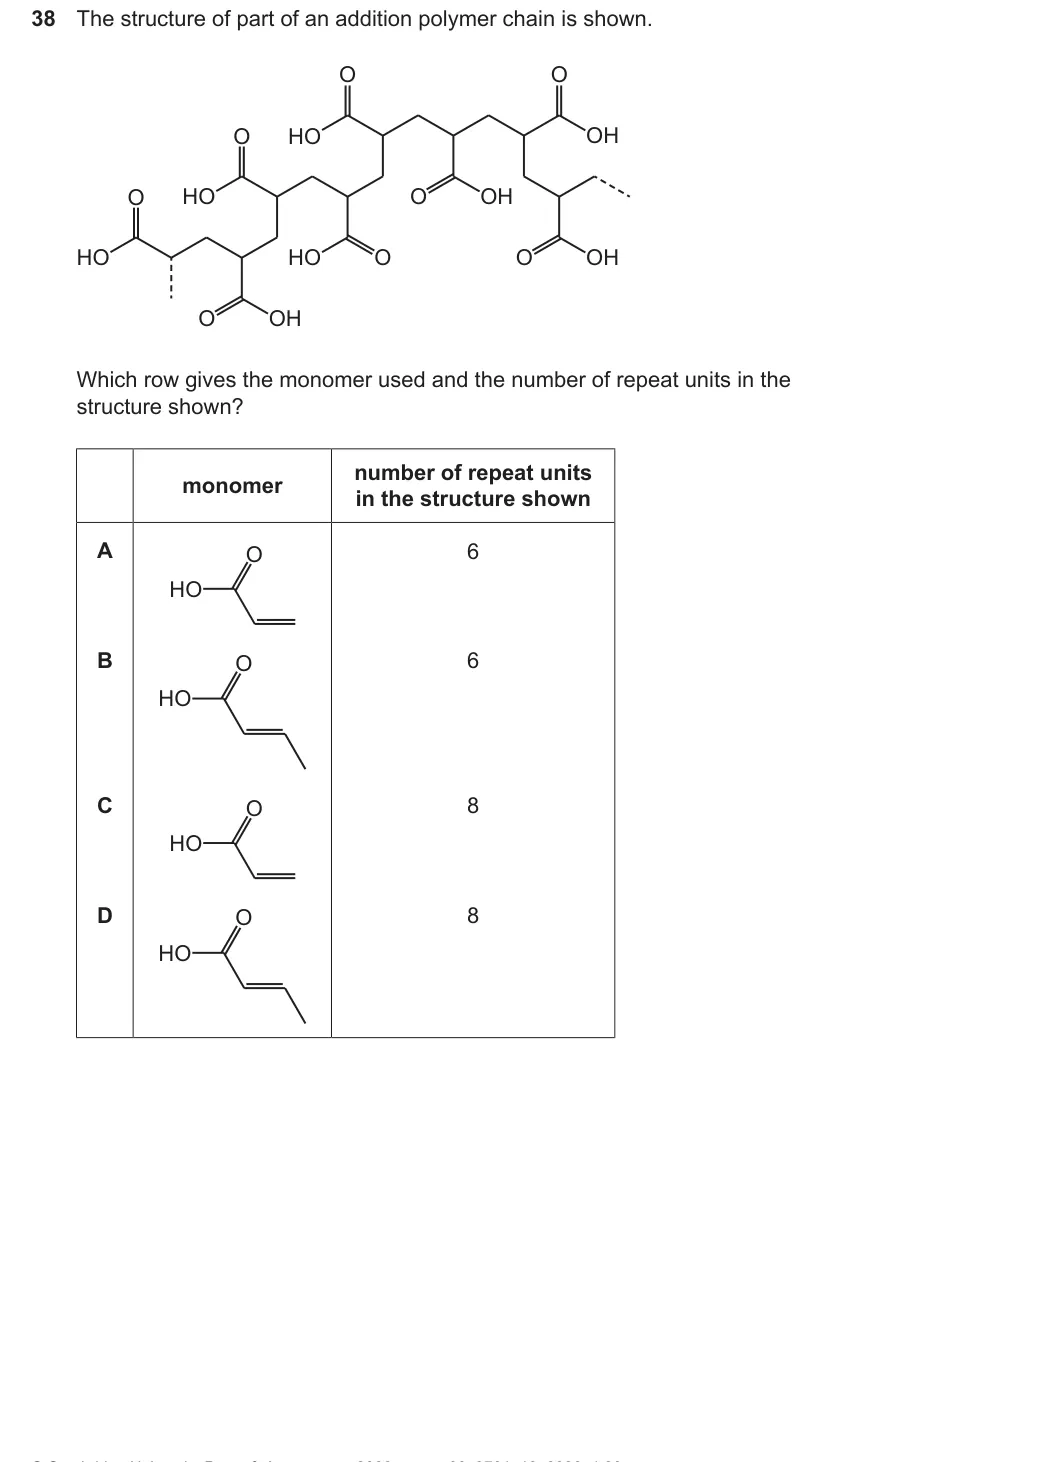 38 The structure of part of an addition polymer chain is shown.
O O
HO OH
O
HO O OH
O
HO HO O O OH
O OH
Which row gives the monomer used and the number of repeat units in the
structure shown?
monomer
number of repeat units
in the structure shown
A
O
HO
6
B
O
HO
6
C
O
HO
8
D
O
HO
8